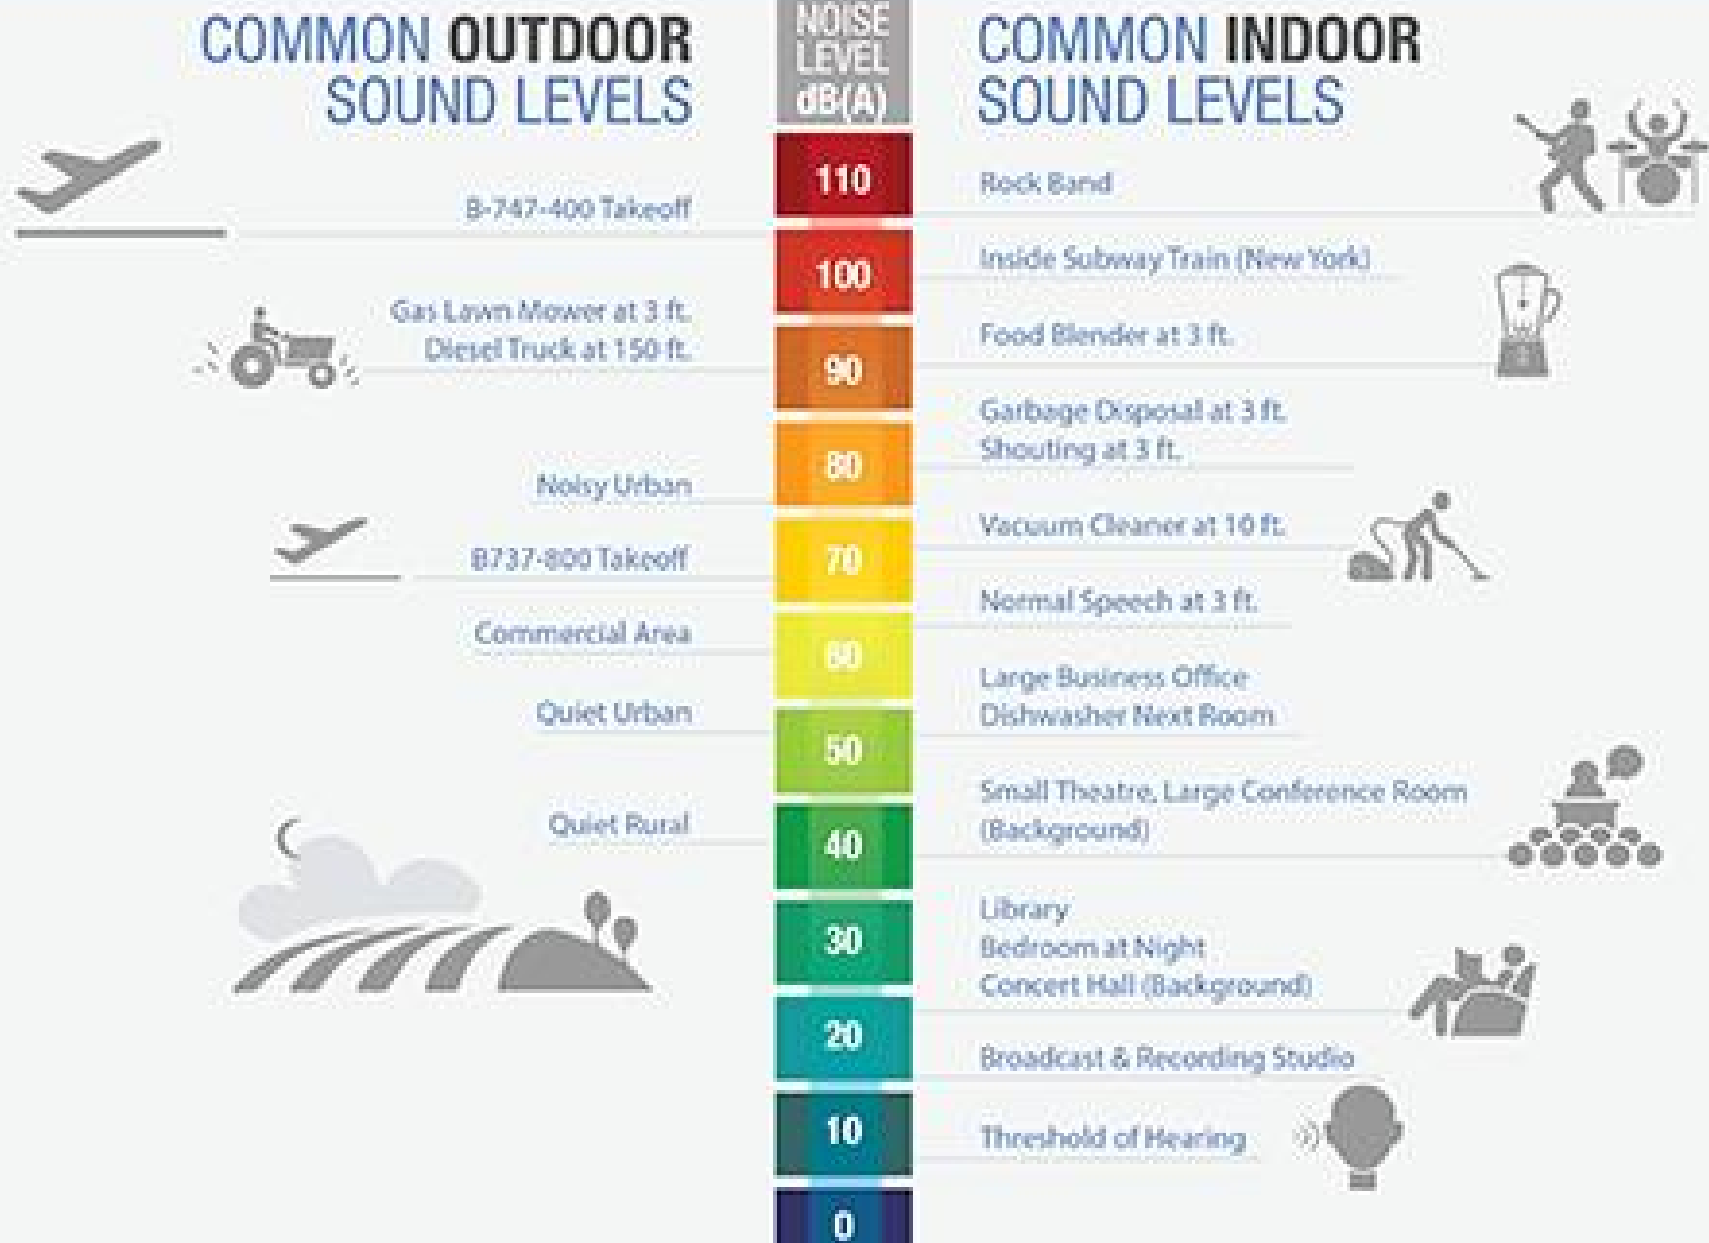 COMMON OUTDOOR
SOUND LEVELS
NOISE
LEVEL
dB(A)
COMMON INDOOR
SOUND LEVELS
110
Rock Band
B-747-400 Takeoff
100
Inside Subway Train (New York)
Gas Lawn Mower at 3 ft.
Diesel Truck at 150 ft.
90
Food Blender at 3 ft.
Garbage Disposal at 3 ft.
Shouting at 3 ft.
80
Noisy Urban
Vacuum Cleaner at 10 ft.
B737-800 Takeoff
70
Normal Speech at 3 ft.
Commercial Area
60
Large Business Office
Dishwasher Next Room
Quiet Urban
50
Small Theatre, Large Conference Room
(Background)
Quiet Rural
40
Library
Bedroom at Night
Concert Hall (Background)
30
20
Broadcast & Recording Studio
10
Threshold of Hearing
0